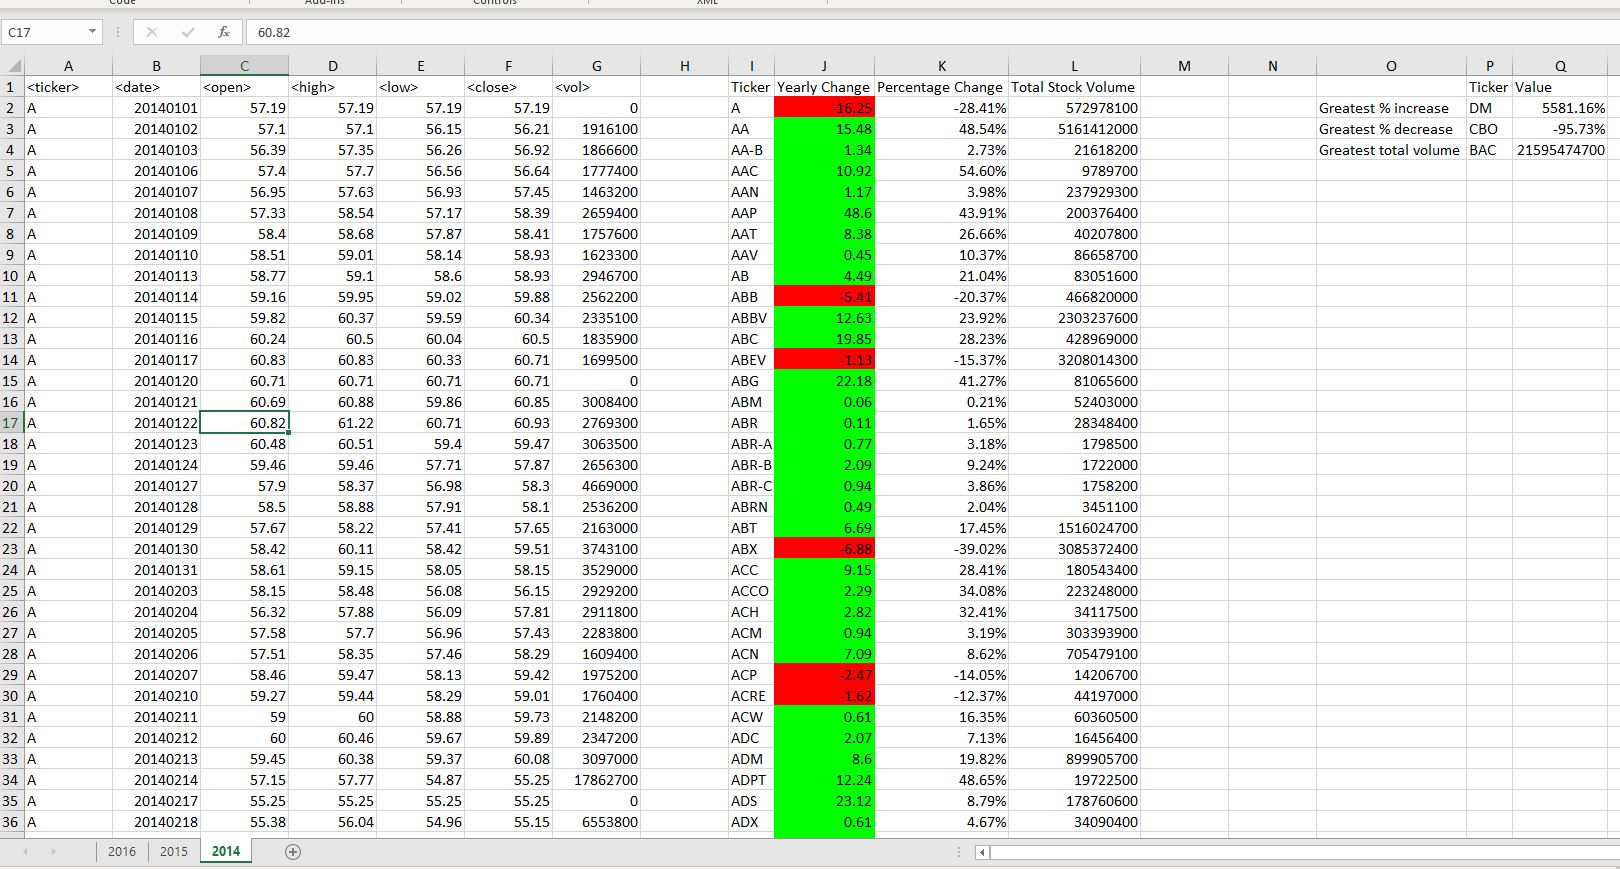 Code Add-ins Controls XML
C17 fx 60.82
A B C D E F G H I J K L M N O P Q
1 <ticker> <date> <open> <high> <low> <close> <vol> Ticker Yearly Change Percentage Change Total Stock Volume Ticker Value
2 A 20140101 57.19 57.19 57.19 57.19 0 A -16.25 -28.41% 572978100 Greatest % increase DM 5581.16%
3 A 20140102 57.1 57.1 56.15 56.21 1916100 AA 15.48 48.54% 5161412000 Greatest % decrease CBO -95.73%
4 A 20140103 56.39 57.35 56.26 56.92 1866600 AA-B 1.34 2.73% 21618200 Greatest total volume BAC 21595474700
5 A 20140106 57.4 57.7 56.56 56.64 1777400 AAC 10.92 54.60% 9789700
6 A 20140107 56.95 57.63 56.93 57.45 1463200 AAN 1.17 3.98% 237929300
7 A 20140108 57.33 58.54 57.17 58.39 2659400 AAP 48.6 43.91% 200376400
8 A 20140109 58.4 58.68 57.87 58.41 1757600 AAT 8.38 26.66% 40207800
9 A 20140110 58.51 59.01 58.14 58.93 1623300 AAV 0.45 10.37% 86658700
10 A 20140113 58.77 59.1 58.6 58.93 2946700 AB 4.49 21.04% 83051600
11 A 20140114 59.16 59.95 59.02 59.88 2562200 ABB -5.41 -20.37% 466820000
12 A 20140115 59.82 60.37 59.59 60.34 2335100 ABBV 12.63 23.92% 2303237600
13 A 20140116 60.24 60.5 60.04 60.5 1835900 ABC 19.85 28.23% 428969000
14 A 20140117 60.83 60.83 60.33 60.71 1699500 ABEV -1.13 -15.37% 3208014300
15 A 20140120 60.71 60.71 60.71 60.71 0 ABG 22.18 41.27% 81065600
16 A 20140121 60.69 60.88 59.86 60.85 3008400 ABM 0.06 0.21% 52403000
17 A 20140122 60.82 61.22 60.71 60.93 2769300 ABR 0.11 1.65% 28348400
18 A 20140123 60.48 60.51 59.4 59.47 3063500 ABR-A 0.77 3.18% 1798500
19 A 20140124 59.46 59.46 57.71 57.87 2656300 ABR-B 2.09 9.24% 1722000
20 A 20140127 57.9 58.37 56.98 58.3 4669000 ABR-C 0.94 3.86% 1758200
21 A 20140128 58.5 58.88 57.91 58.1 2536200 ABRN 0.49 2.04% 3451100
22 A 20140129 57.67 58.22 57.41 57.65 2163000 ABT 6.69 17.45% 1516024700
23 A 20140130 58.42 60.11 58.42 59.51 3743100 ABX -6.88 -39.02% 3085372400
24 A 20140131 58.61 59.15 58.05 58.15 3529000 ACC 9.15 28.41% 180543400
25 A 20140203 58.15 58.48 56.08 56.15 2929200 ACCO 2.29 34.08% 223248000
26 A 20140204 56.32 57.88 56.09 57.81 2911800 ACH 2.82 32.41% 34117500
27 A 20140205 57.58 57.7 56.96 57.43 2283800 ACM 0.94 3.19% 303393900
28 A 20140206 57.51 58.35 57.46 58.29 1609400 ACN 7.09 8.62% 705479100
29 A 20140207 58.46 59.47 58.13 59.42 1975200 ACP -2.47 -14.05% 14206700
30 A 20140210 59.27 59.44 58.29 59.01 1760400 ACRE -1.62 -12.37% 44197000
31 A 20140211 59 60 58.88 59.73 2148200 ACW 0.61 16.35% 60360500
32 A 20140212 60 60.46 59.67 59.89 2347200 ADC 2.07 7.13% 16456400
33 A 20140213 59.45 60.38 59.37 60.08 3097000 ADM 8.6 19.82% 899905700
34 A 20140214 57.15 57.77 54.87 55.25 17862700 ADPT 12.24 48.65% 19722500
35 A 20140217 55.25 55.25 55.25 55.25 0 ADS 23.12 8.79% 178760600
36 A 20140218 55.38 56.04 54.96 55.15 6553800 ADX 0.61 4.67% 34090400
2016 2015 2014